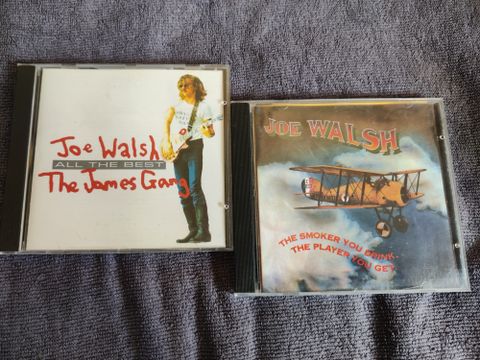 Joe Walsh
ALL THE BEST
The James Gang
JOE WALSH
THE SMOKER YOU DRINK,
THE PLAYER YOU GET